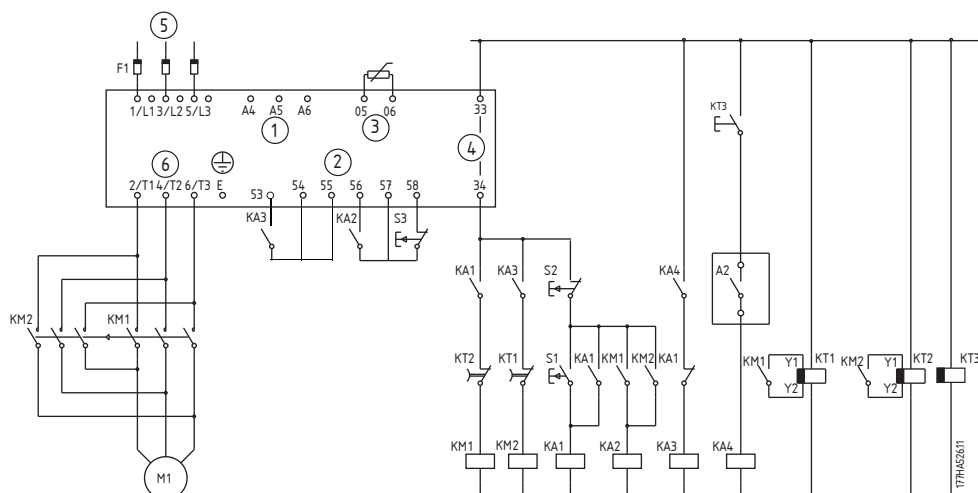 5
F1
1/L1 3/L2 5/L3 A4 A5 A6 05 06 33
1 3 4
KT3
6 2
2/T1 4/T2 6/T3 E 53 54 55 56 57 58 34
KA3 KA2 S3
KA1 KA3 S2 KA4 A2
KM2 KM1
KT2 KT1 S1 KA1 KM1 KM2 KA1 KM1 Y1 KT1 KM2 Y1 KT2 KT3
Y2 Y2
KM1 KM2 KA1 KA2 KA3 KA4
M1
177HA526.11